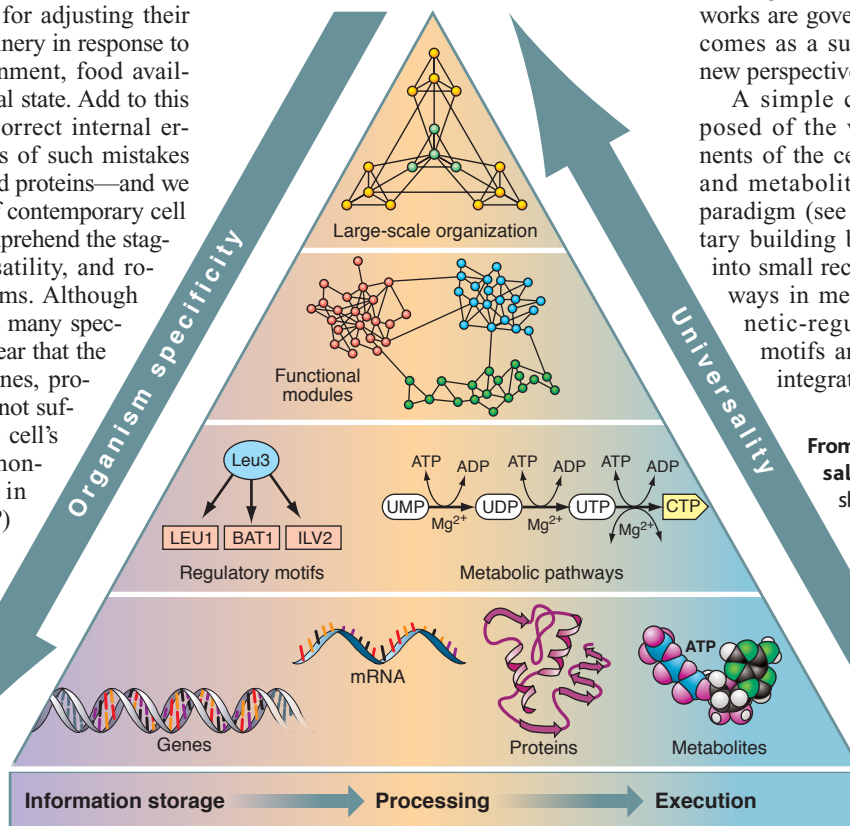 for adjusting their
nery in response to
nment, food avail-
al state. Add to this
orrect internal er-
s of such mistakes
d proteins—and we
f contemporary cell
prehend the stag-
satility, and ro-
ms. Although
many spec-
ear that the
nes, pro-
not suf-
cell's
non-
in
?)
works are gove
comes as a su
new perspective
A simple c
posed of the v
nents of the ce
and metabolit
paradigm (see
tary building b
into small rec
ways in me
netic-regu
motifs ar
integrat
From
sal
sh
Organism specificity
Universality
Large-scale organization
Functional
modules
Leu3
LEU1 BAT1 ILV2
Regulatory motifs
ATP ADP ATP ADP ATP ADP
UMP UDP UTP CTP
Mg2+ Mg2+ Mg2+
Metabolic pathways
mRNA
ATP
Genes
Proteins
Metabolites
Information storage Processing Execution